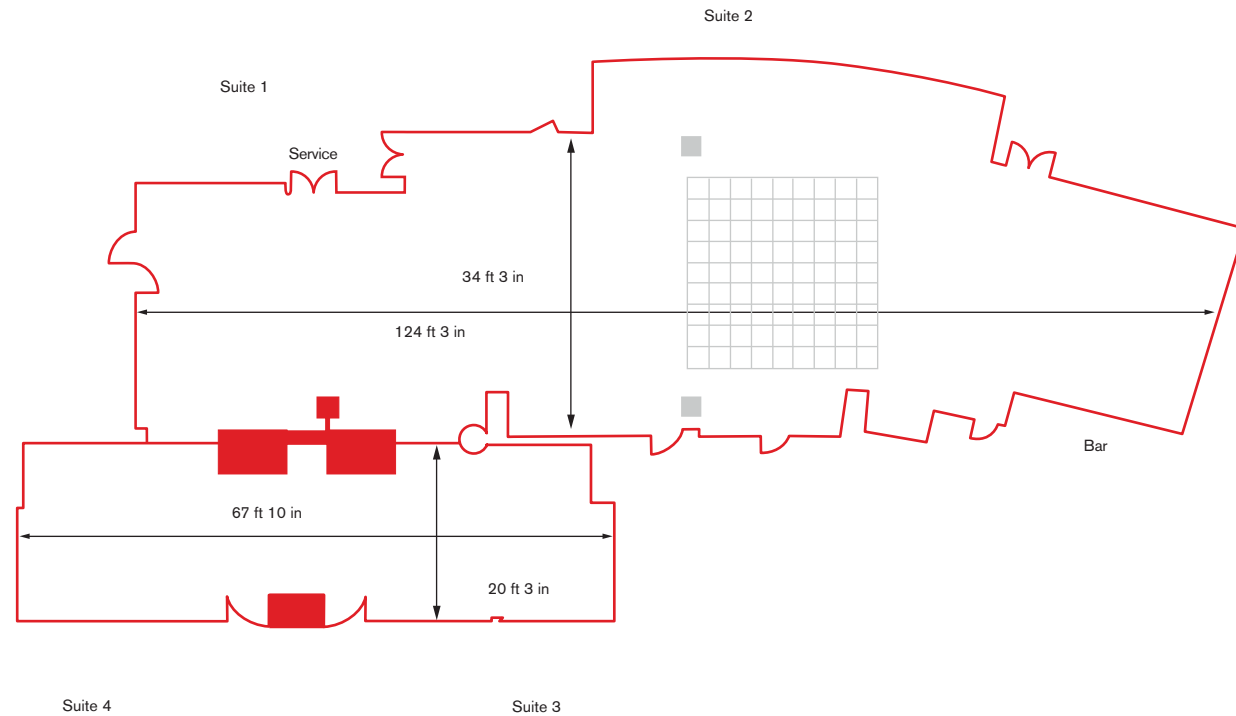 Suite 2
Suite 1
Service
34 ft 3 in
124 ft 3 in
Bar
67 ft 10 in
20 ft 3 in
Suite 4
Suite 3